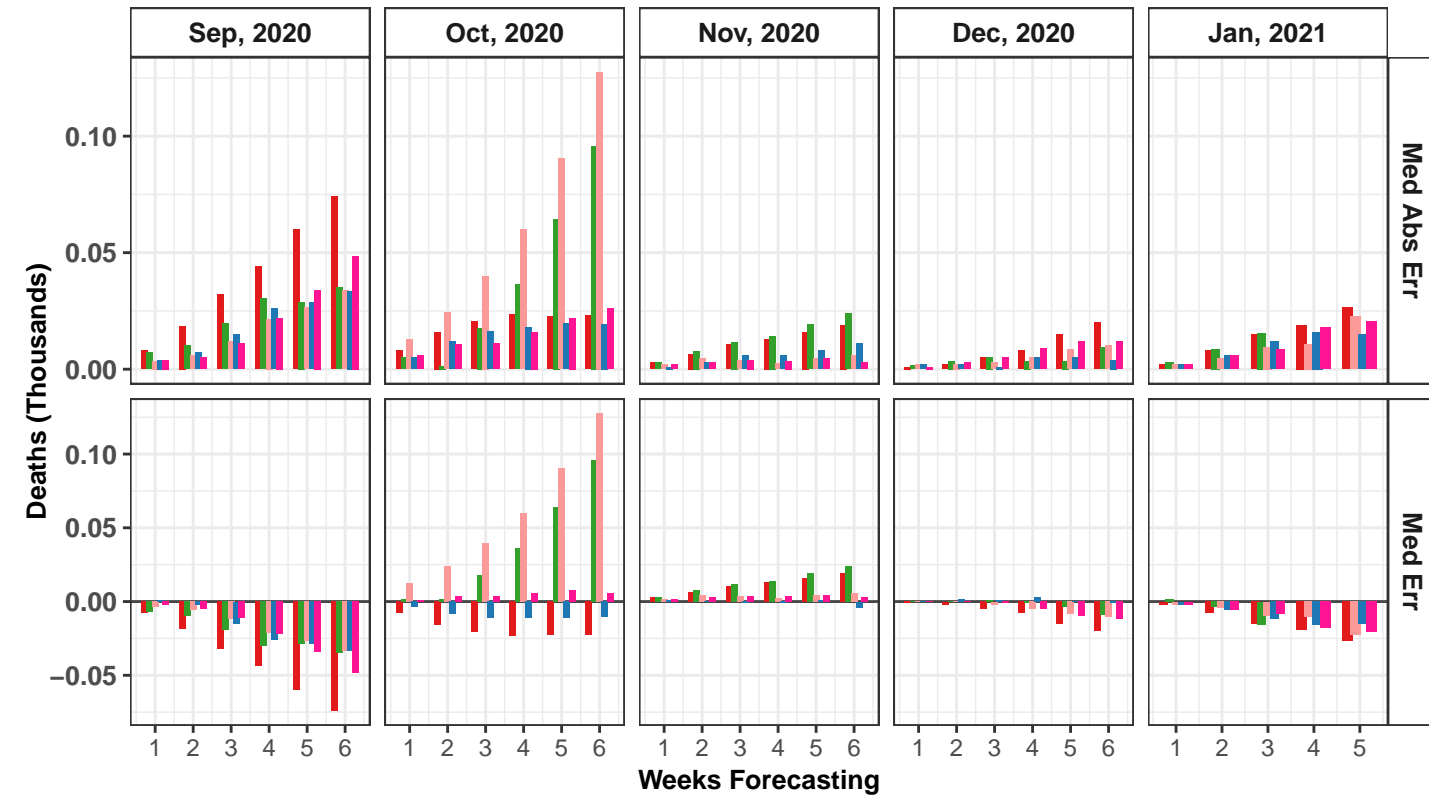 Sep, 2020 Oct, 2020 Nov, 2020 Dec, 2020 Jan, 2021
0.10
0.05
0.00
Med Abs Err
0.10
0.05
0.00
−0.05
Med Err
Deaths (Thousands)
1 2 3 4 5 6 1 2 3 4 5 6 1 2 3 4 5 6 1 2 3 4 5 6 1 2 3 4 5
Weeks Forecasting